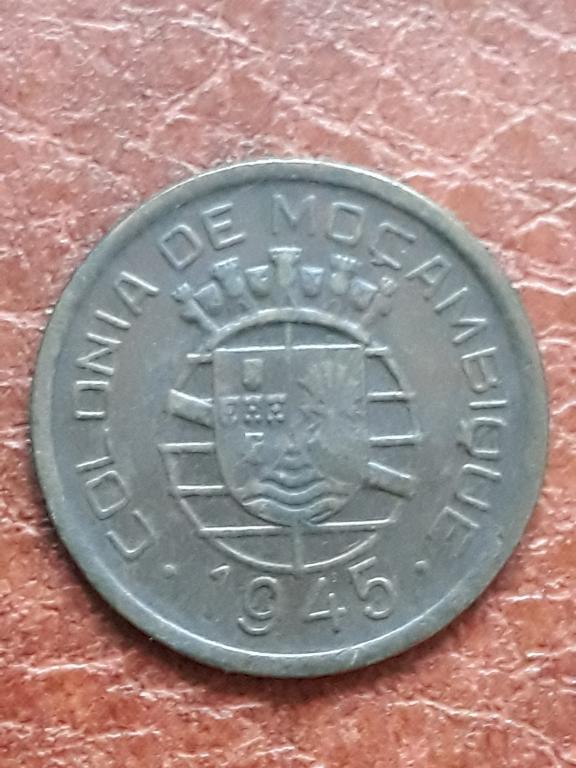 COLONIA DE MOÇAMBIQUE
· 1945 ·